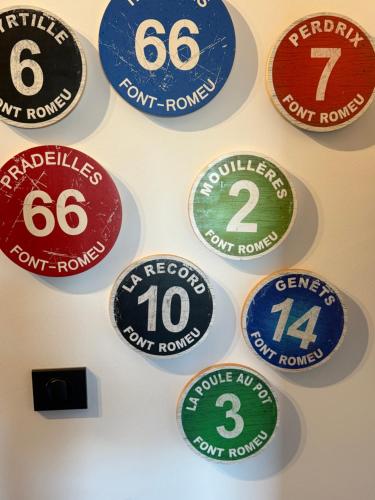 6
FONT ROMEU
66
FONT-ROMEU
PERDRIX
7
FONT ROMEU
PRADEILLES
66
FONT-ROMEU
MOUILLÈRES
2
FONT ROMEU
LA RECORD
10
FONT ROMEU
GENÊTS
14
FONT ROMEU
LA POULE AU POT
3
FONT ROMEU